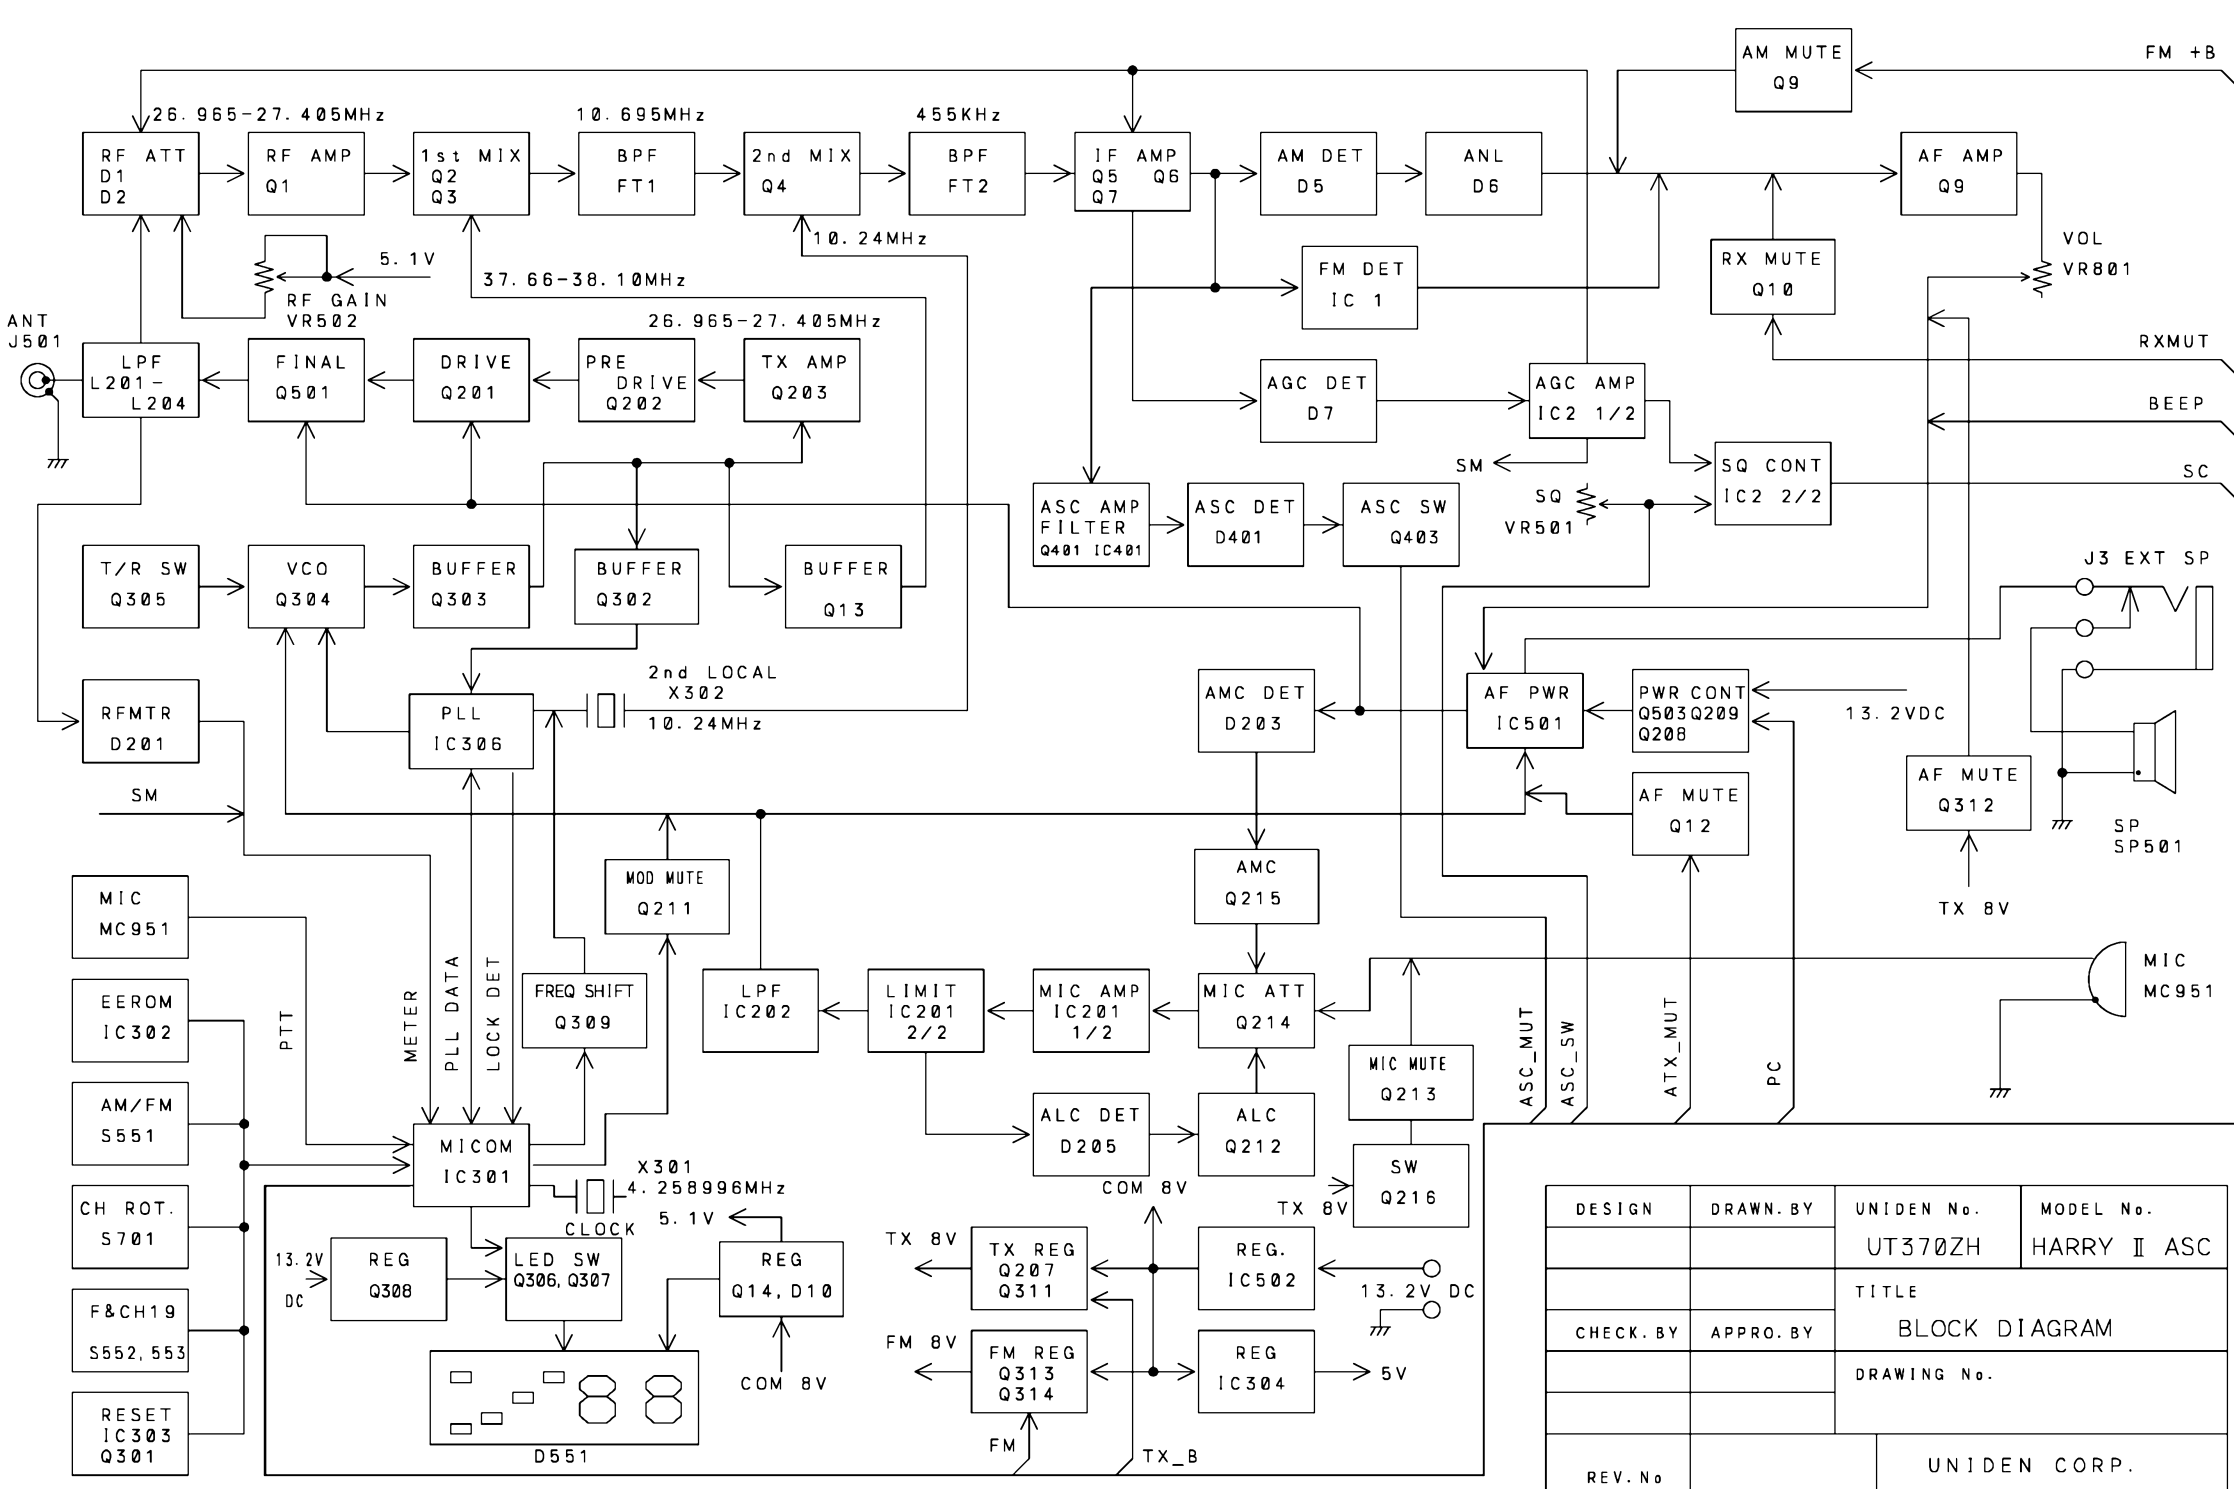 AM MUTE
Q9
FM +B
26.965-27.405MHz
10.695MHz
455KHz
RF ATT
D1
D2
RF AMP
Q1
1st MIX
Q2
Q3
BPF
FT1
2nd MIX
Q4
BPF
FT2
IF AMP
Q5 Q6
Q7
AM DET
D5
ANL
D6
AF AMP
Q9
10.24MHz
5.1V
37.66-38.10MHz
RF GAIN
VR502
FM DET
IC 1
RX MUTE
Q10
VOL
VR801
ANT
J501
26.965-27.405MHz
RXMUT
LPF
L201-
L204
FINAL
Q501
DRIVE
Q201
PRE
DRIVE
Q202
TX AMP
Q203
AGC DET
D7
AGC AMP
IC2 1/2
BEEP
SM
SQ CONT
IC2 2/2
SC
SQ
VR501
ASC AMP
FILTER
Q401 IC401
ASC DET
D401
ASC SW
Q403
T/R SW
Q305
VCO
Q304
BUFFER
Q303
BUFFER
Q302
BUFFER
Q13
J3 EXT SP
2nd LOCAL
X302
10.24MHz
RFMTR
D201
PLL
IC306
AMC DET
D203
AF PWR
IC501
PWR CONT
Q503 Q209
Q208
13.2VDC
SM
AF MUTE
Q12
AF MUTE
Q312
SP
SP501
MOD MUTE
Q211
AMC
Q215
TX 8V
MIC
MC951
EEROM
IC302
PTT
METER
PLL DATA
LOCK DET
FREQ SHIFT
Q309
LPF
IC202
LIMIT
IC201
2/2
MIC AMP
IC201
1/2
MIC ATT
Q214
MIC
MC951
ASC_MUT
ASC_SW
ATX_MUT
PC
MIC MUTE
Q213
AM/FM
S551
MICOM
IC301
ALC DET
D205
ALC
Q212
SW
Q216
TX 8V
COM 8V
X301
4.258996MHz
CLOCK
5.1V
CH ROT.
S701
13.2V
DC
REG
Q308
LED SW
Q306,Q307
REG
Q14,D10
TX 8V
TX REG
Q207
Q311
REG.
IC502
13.2V DC
F&CH19
S552,553
FM 8V
FM REG
Q313
Q314
REG
IC304
5V
COM 8V
RESET
IC303
Q301
D551
FM
TX_B
DESIGN
DRAWN.BY
UNIDEN No.
UT370ZH
MODEL No.
HARRY II ASC
TITLE
BLOCK DIAGRAM
CHECK.BY
APPRO.BY
DRAWING No.
REV.No
UNIDEN CORP.